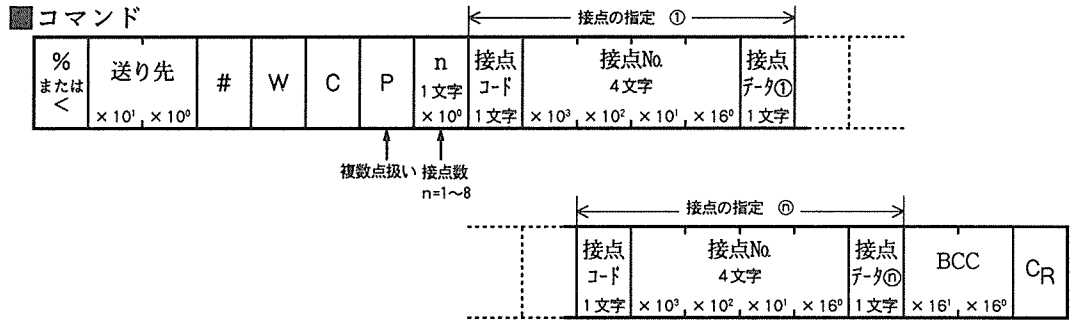 ■コマンド
接点の指定 ①
% または <
送り先
× 10¹ × 10⁰
#
W
C
P
n
1文字
× 10⁰
接点
コード
1文字
接点No.
4文字
× 10³ × 10² × 10¹ × 16⁰
接点
データ①
1文字
複数点扱い
接点数
n=1～8
接点の指定 ⓝ
接点
コード
1文字
接点No.
4文字
× 10³ × 10² × 10¹ × 16⁰
接点
データⓝ
1文字
BCC
× 16¹ × 16⁰
CR